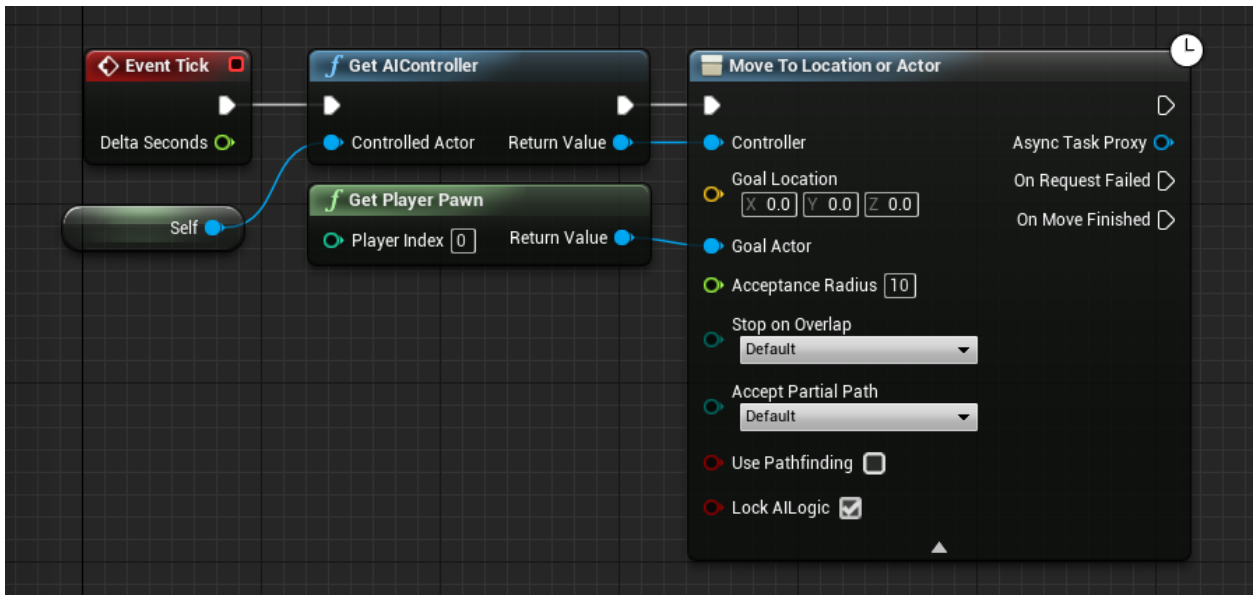 Event Tick
Delta Seconds
Self
f Get AIController
Controlled Actor Return Value
f Get Player Pawn
Player Index 0 Return Value
Move To Location or Actor
Controller
Async Task Proxy
Goal Location
X 0.0 Y 0.0 Z 0.0
On Request Failed
On Move Finished
Goal Actor
Acceptance Radius 10
Stop on Overlap
Default
Accept Partial Path
Default
Use Pathfinding
Lock AILogic